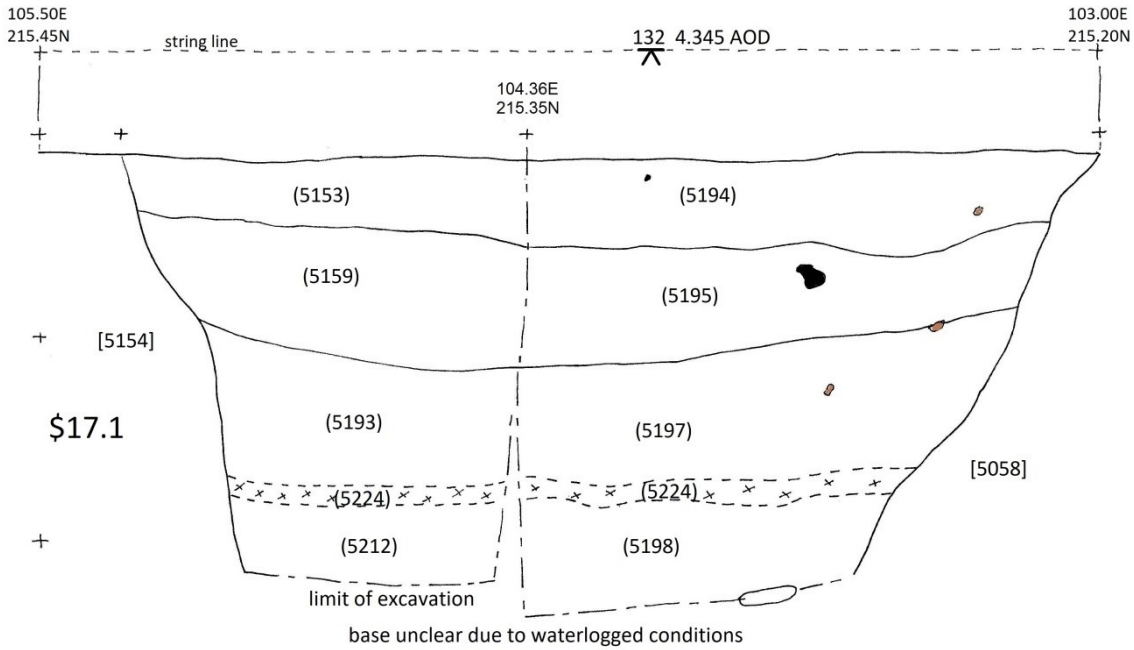 105.50E
215.45N
string line
132 4.345 AOD
103.00E
215.20N
104.36E
215.35N
(5153)
(5194)
(5159)
(5195)
[5154]
$17.1
(5193)
(5197)
[5058]
(5224)
(5224)
(5212)
(5198)
limit of excavation
base unclear due to waterlogged conditions